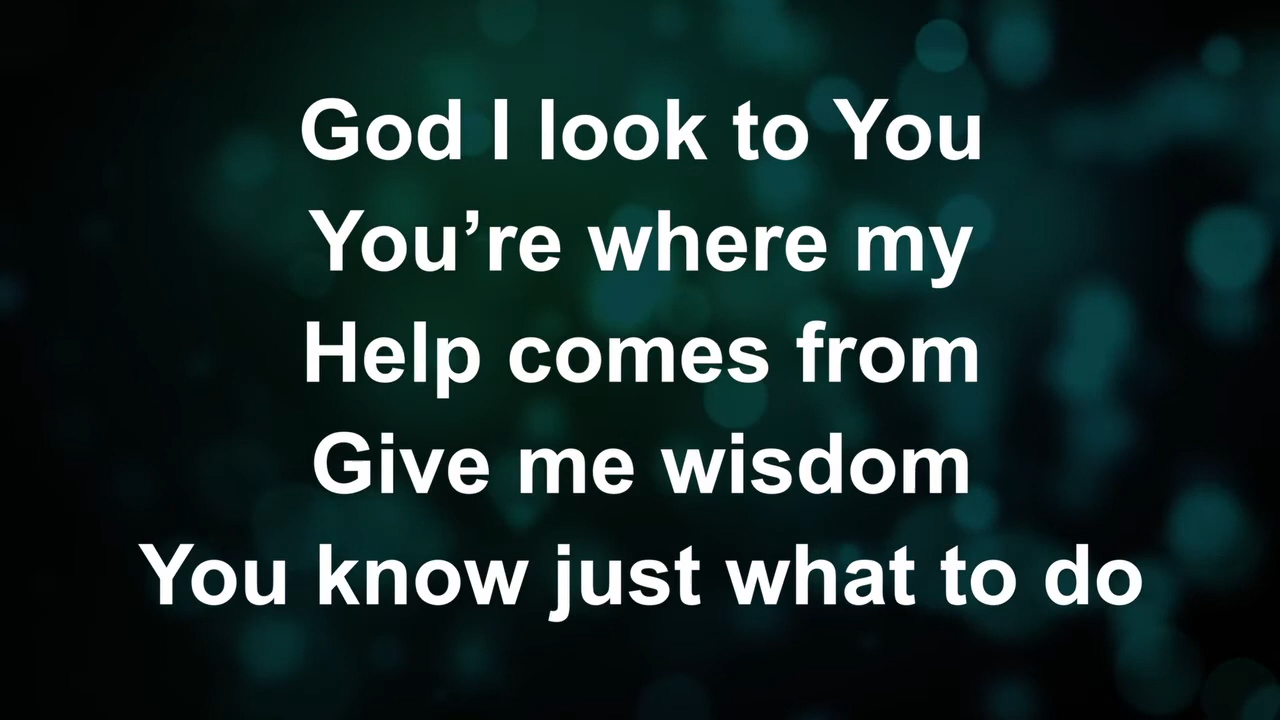 God I look to You
You’re where my
Help comes from
Give me wisdom
You know just what to do